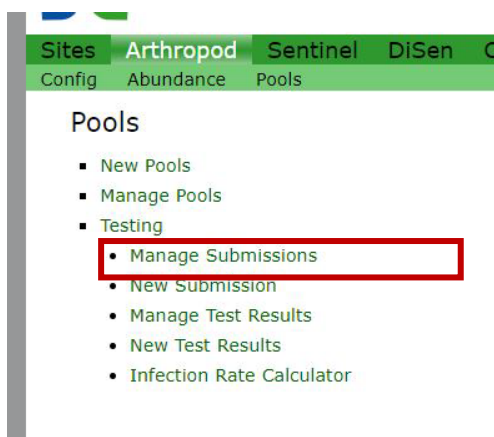 Sites Arthropod Sentinel DiSen
Config Abundance Pools
Pools
New Pools
Manage Pools
Testing
Manage Submissions
New Submission
Manage Test Results
New Test Results
Infection Rate Calculator